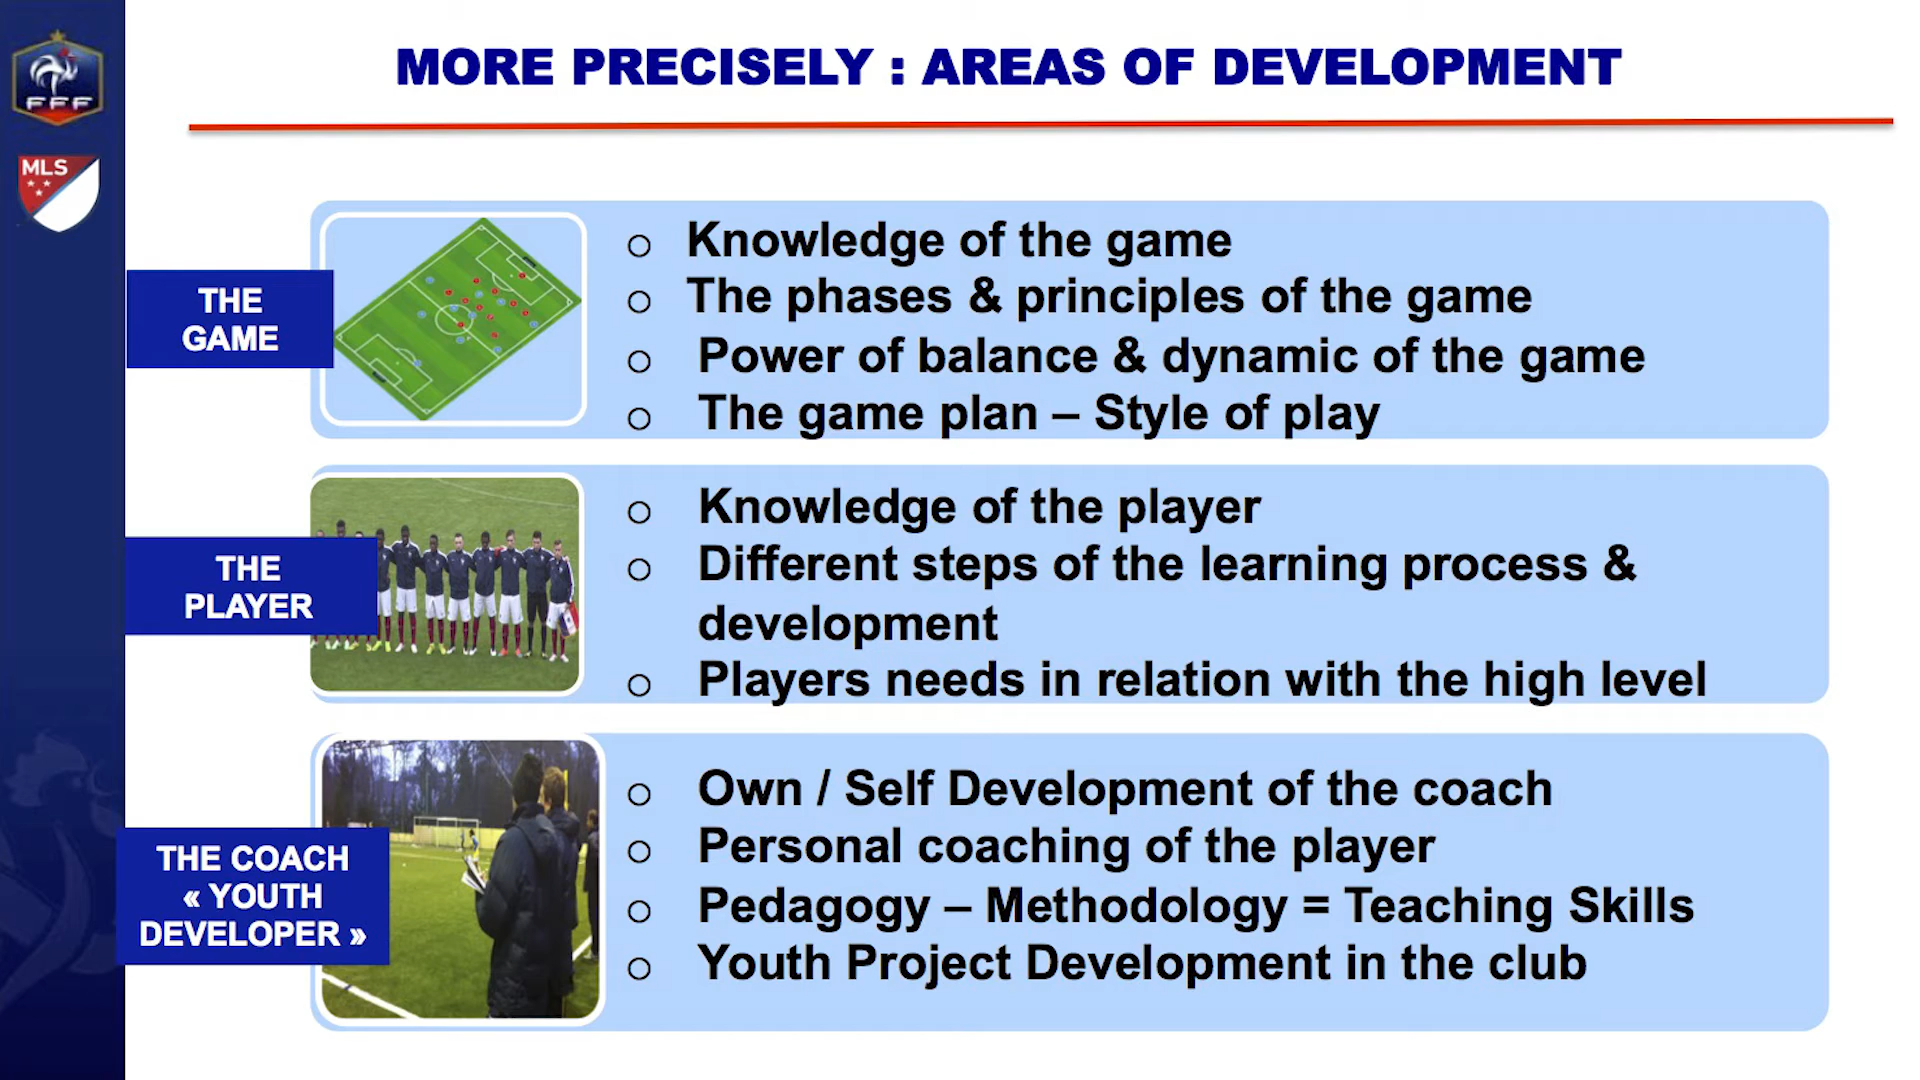 FFF
MLS
MORE PRECISELY : AREAS OF DEVELOPMENT
THE
GAME
o Knowledge of the game
o The phases & principles of the game
o Power of balance & dynamic of the game
o The game plan – Style of play
THE
PLAYER
o Knowledge of the player
o Different steps of the learning process &
development
o Players needs in relation with the high level
THE COACH
« YOUTH
DEVELOPER »
o Own / Self Development of the coach
o Personal coaching of the player
o Pedagogy – Methodology = Teaching Skills
o Youth Project Development in the club